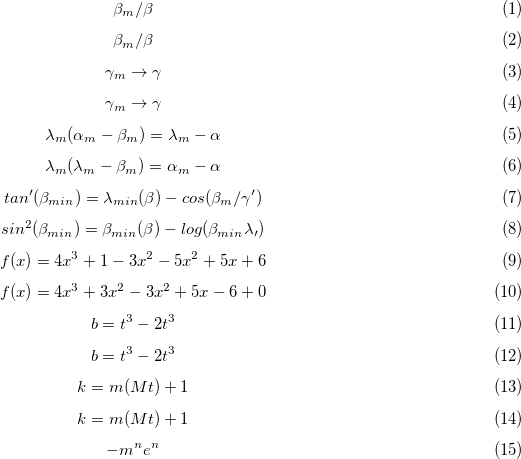 β_m/β (1)
β_m/β (2)
γ_m → γ (3)
γ_m → γ (4)
λ_m(α_m − β_m) = λ_m − α (5)
λ_m(λ_m − β_m) = α_m − α (6)
tan′(β_min) = λ_min(β) − cos(β_m/γ′) (7)
sin²(β_min) = β_min(β) − log(β_min λ_′) (8)
f(x) = 4x³ + 1 − 3x² − 5x² + 5x + 6 (9)
f(x) = 4x³ + 3x² − 3x² + 5x − 6 + 0 (10)
b = t³ − 2t³ (11)
b = t³ − 2t³ (12)
k = m(Mt) + 1 (13)
k = m(Mt) + 1 (14)
−mⁿeⁿ (15)